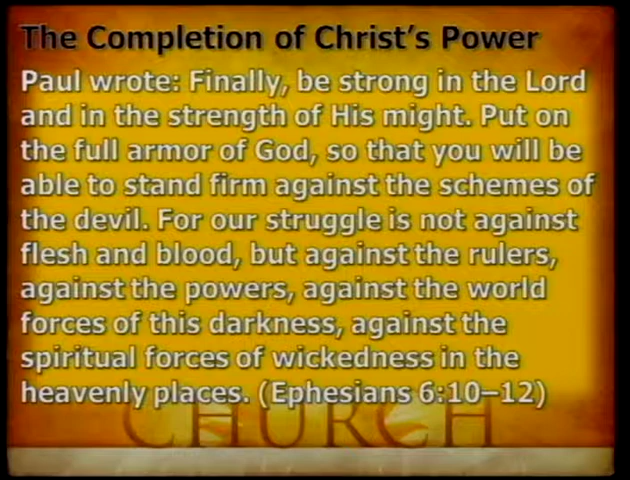 The Completion of Christ's Power
Paul wrote: Finally, be strong in the Lord
and in the strength of His might. Put on
the full armor of God, so that you will be
able to stand firm against the schemes of
the devil. For our struggle is not against
flesh and blood, but against the rulers,
against the powers, against the world
forces of this darkness, against the
spiritual forces of wickedness in the
heavenly places. (Ephesians 6:10–12)
CHURCH